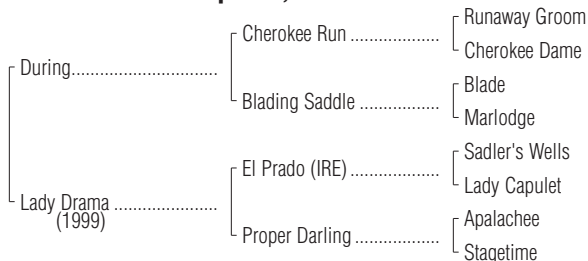 Runaway Groom
Cherokee Run
Cherokee Dame
During
Blade
Blading Saddle
Marlodge
Sadler's Wells
El Prado (IRE)
Lady Capulet
Lady Drama
(1999)
Apalachee
Proper Darling
Stagetime